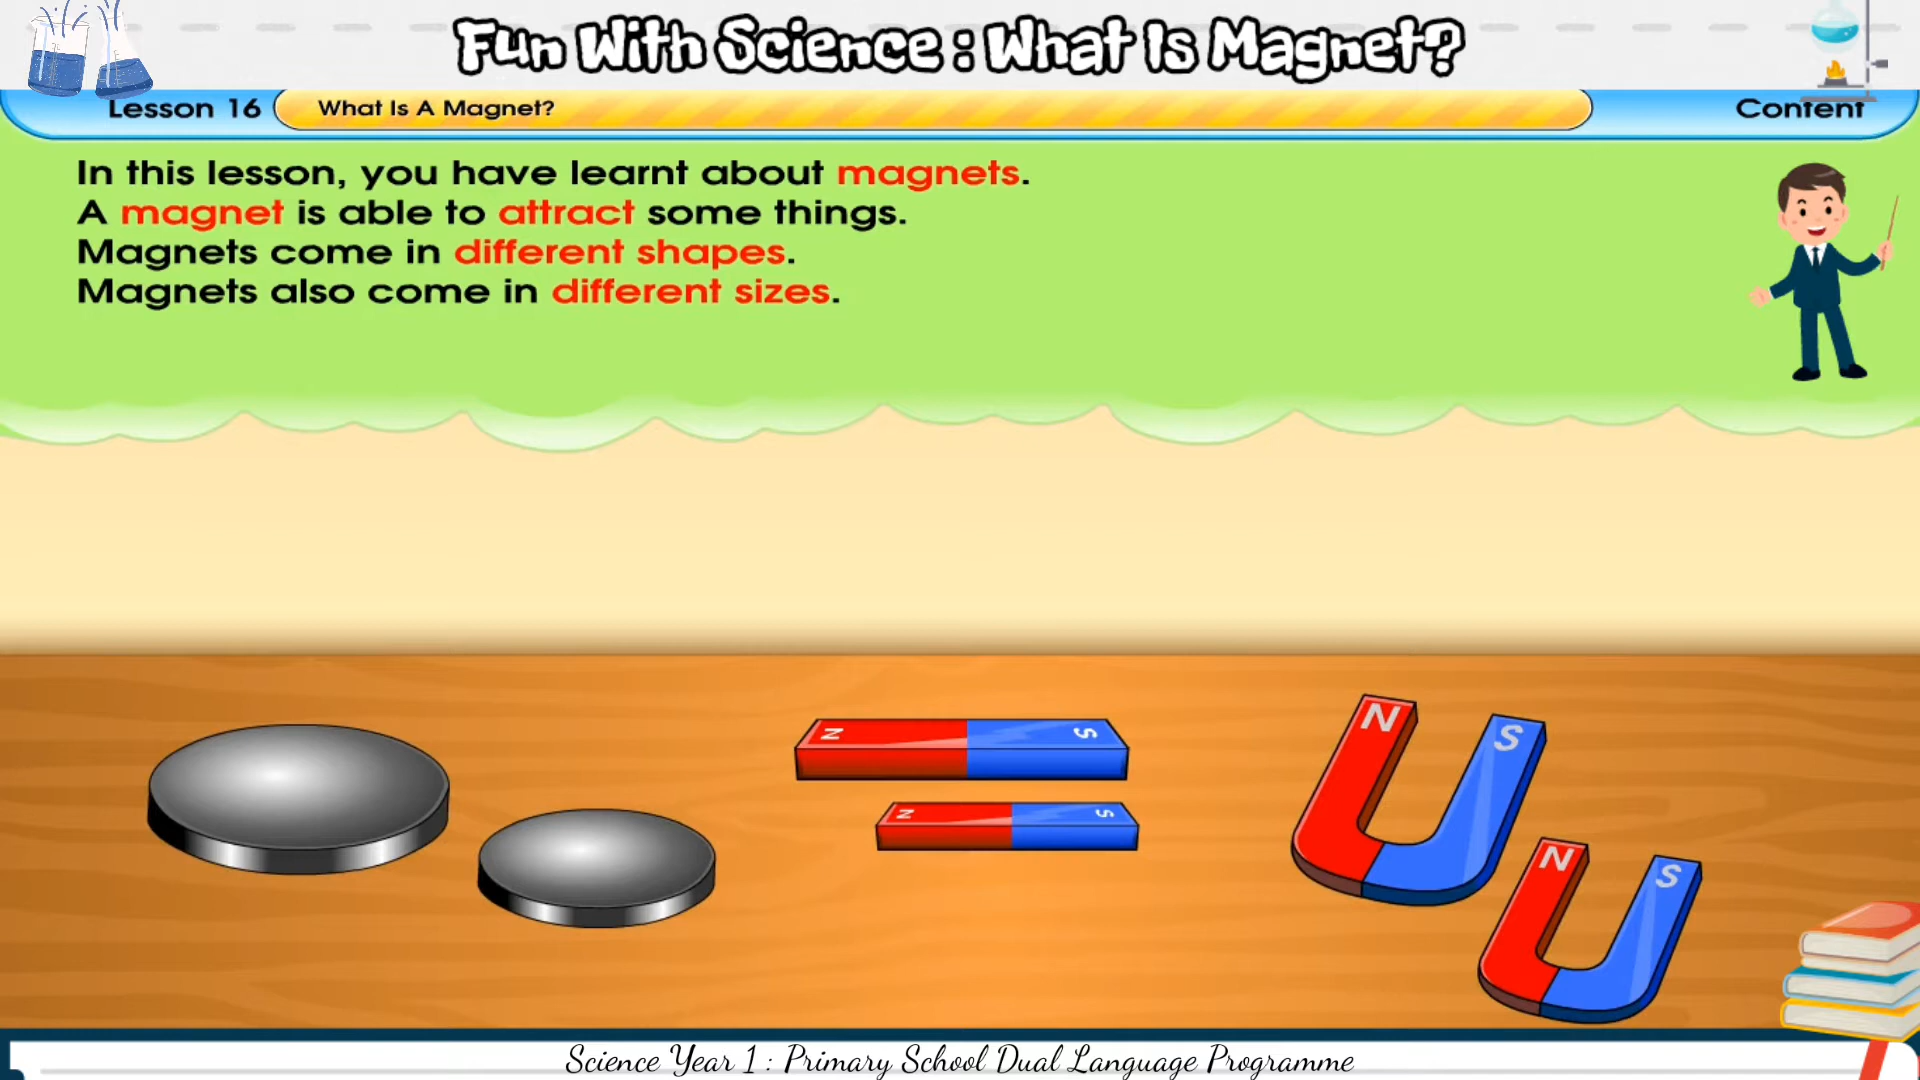 Fun With Science : What Is Magnet?
Lesson 16
What Is A Magnet?
Content
In this lesson, you have learnt about magnets.
A magnet is able to attract some things.
Magnets come in different shapes.
Magnets also come in different sizes.
N
S
N
S
N
S
N
S
Science Year 1 : Primary School Dual Language Programme